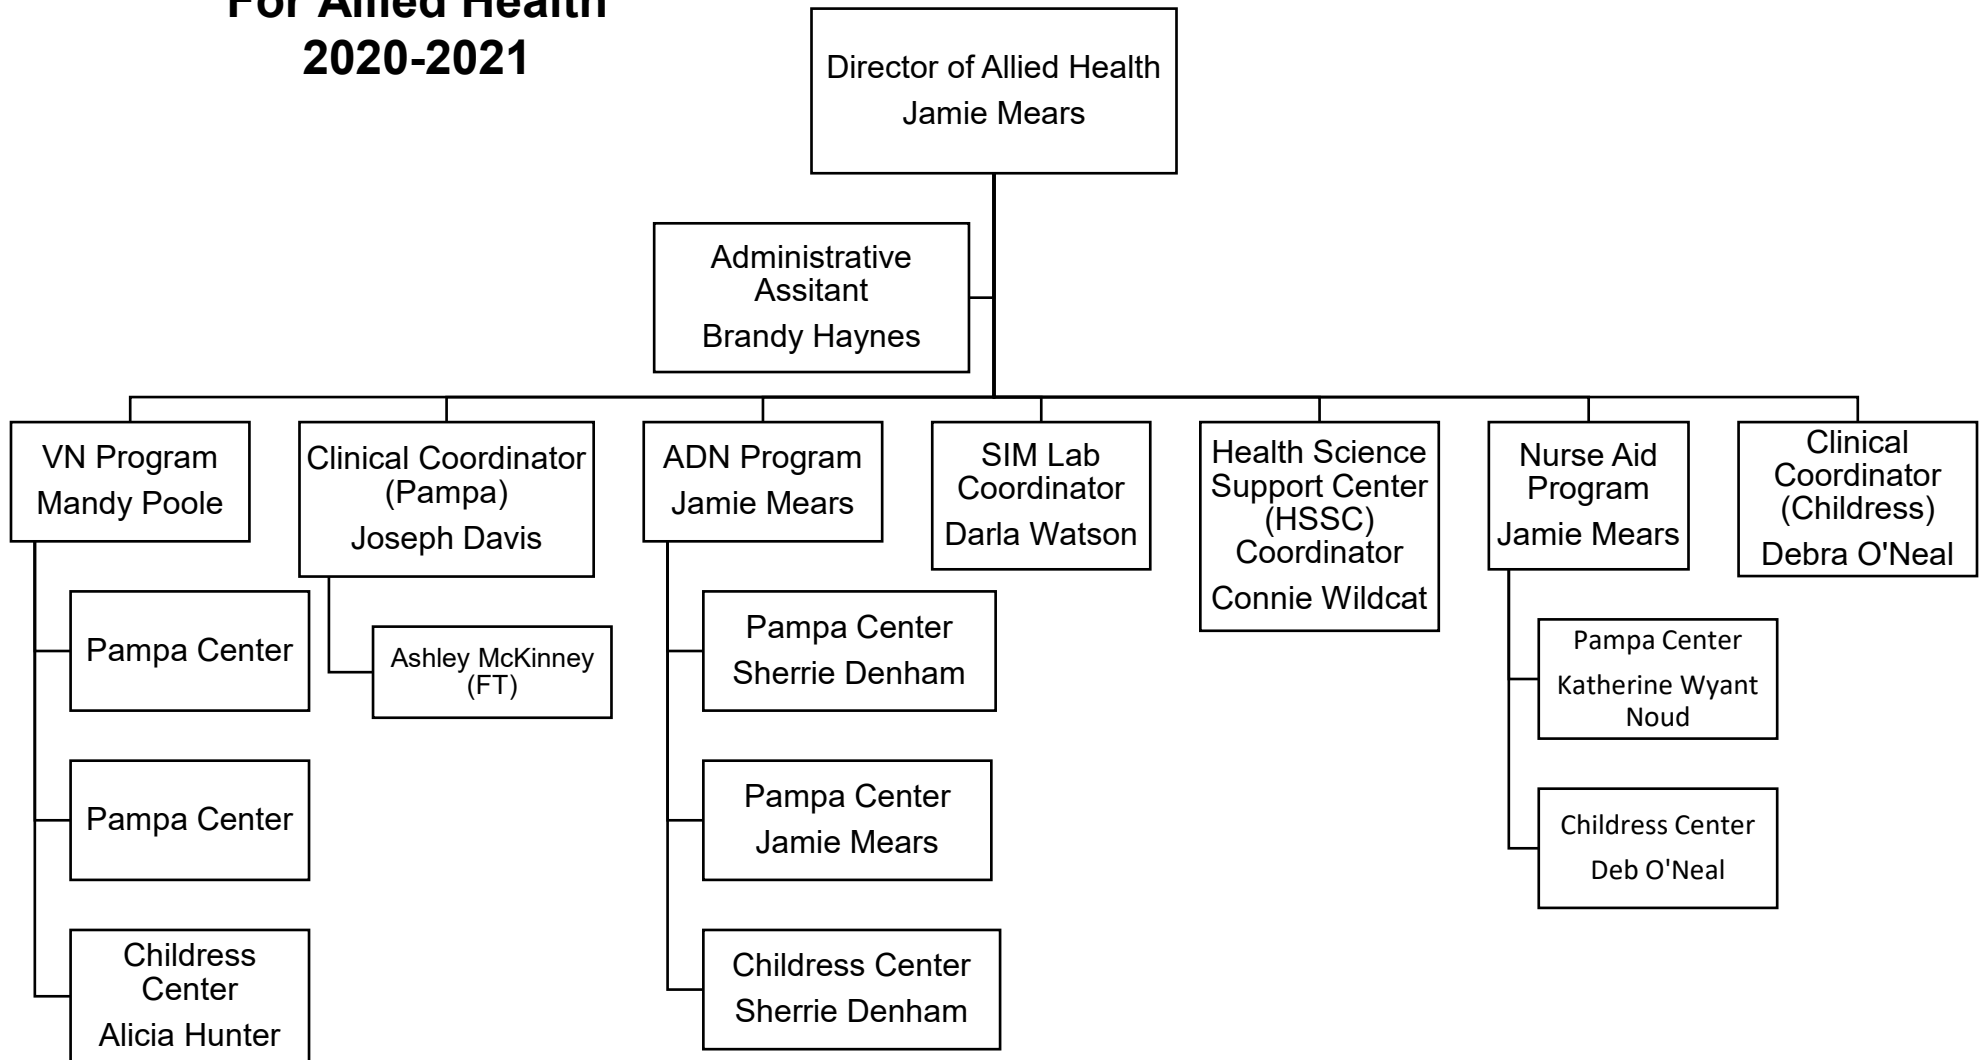 For Allied Health
2020-2021
Director of Allied Health
Jamie Mears
Administrative
Assitant
Brandy Haynes
VN Program
Mandy Poole
Clinical Coordinator
(Pampa)
Joseph Davis
ADN Program
Jamie Mears
SIM Lab
Coordinator
Darla Watson
Health Science
Support Center
(HSSC)
Coordinator
Connie Wildcat
Nurse Aid
Program
Jamie Mears
Clinical
Coordinator
(Childress)
Debra O'Neal
Pampa Center
Pampa Center
Childress
Center
Alicia Hunter
Ashley McKinney
(FT)
Pampa Center
Sherrie Denham
Pampa Center
Jamie Mears
Childress Center
Sherrie Denham
Pampa Center
Katherine Wyant
Noud
Childress Center
Deb O'Neal